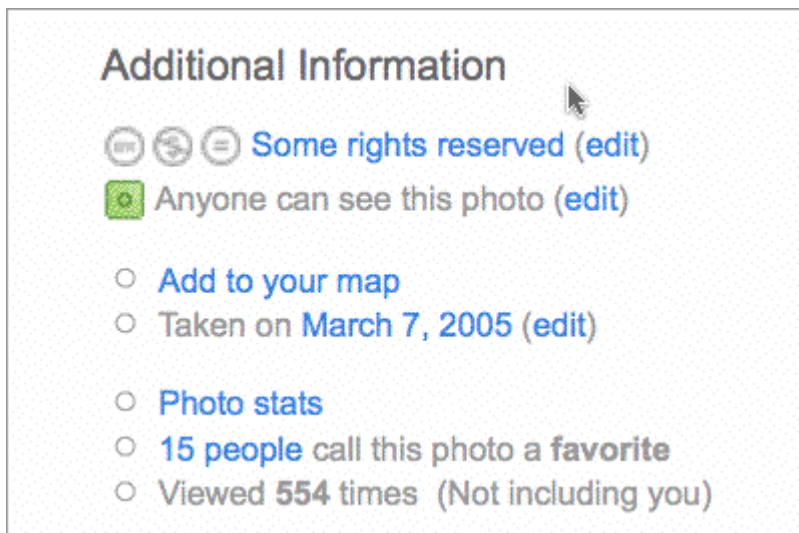 Additional Information
Some rights reserved (edit)
Anyone can see this photo (edit)
Add to your map
Taken on March 7, 2005 (edit)
Photo stats
15 people call this photo a favorite
Viewed 554 times (Not including you)